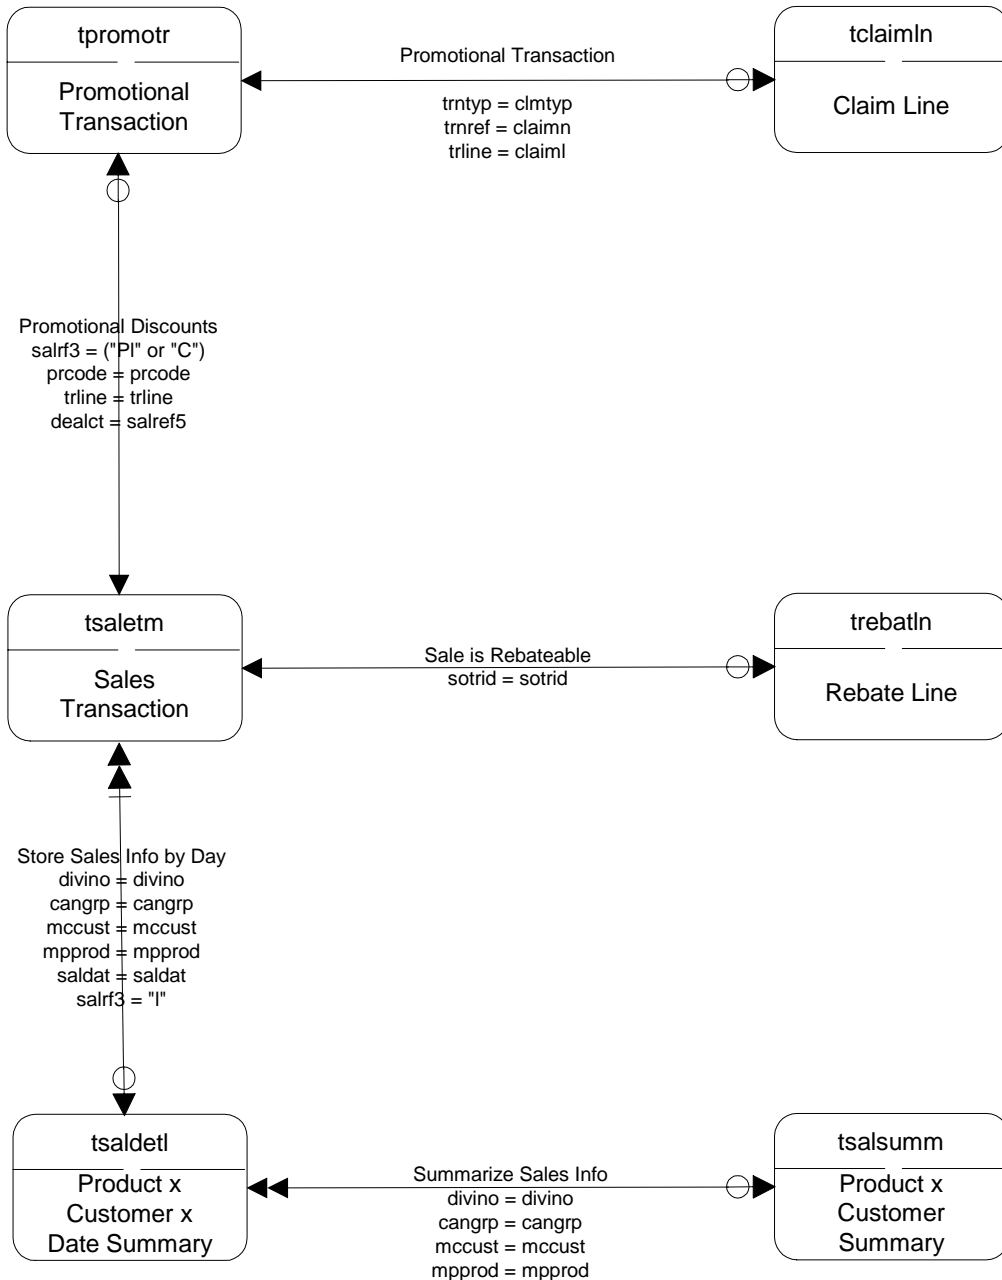 tpromotr
Promotional
Transaction
Promotional Transaction
trntyp = clmtyp
trnref = claimn
trline = claiml
tclaimln
Claim Line
Promotional Discounts
salrf3 = ("PI" or "C")
prcode = prcode
trline = trline
dealct = salref5
tsaletm
Sales
Transaction
Sale is Rebateable
sotrid = sotrid
trebatln
Rebate Line
Store Sales Info by Day
divino = divino
cangrp = cangrp
mccust = mccust
mpprod = mpprod
saldat = saldat
salrf3 = "I"
tsaldetl
Product x
Customer x
Date Summary
Summarize Sales Info
divino = divino
cangrp = cangrp
mccust = mccust
mpprod = mpprod
tsalsumm
Product x
Customer
Summary